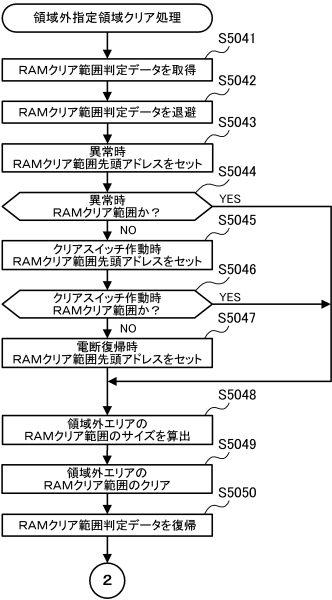 領域外指定領域クリア処理
S5041
RAMクリア範囲判定データを取得
S5042
RAMクリア範囲判定データを退避
S5043
異常時
RAMクリア範囲先頭アドレスをセット
S5044
異常時
RAMクリア範囲か?
YES
NO
S5045
クリアスイッチ作動時
RAMクリア範囲先頭アドレスをセット
S5046
クリアスイッチ作動時
RAMクリア範囲か?
YES
NO
S5047
電断復帰時
RAMクリア範囲先頭アドレスをセット
S5048
領域外エリアの
RAMクリア範囲のサイズを算出
S5049
領域外エリアの
RAMクリア範囲のクリア
S5050
RAMクリア範囲判定データを復帰
2